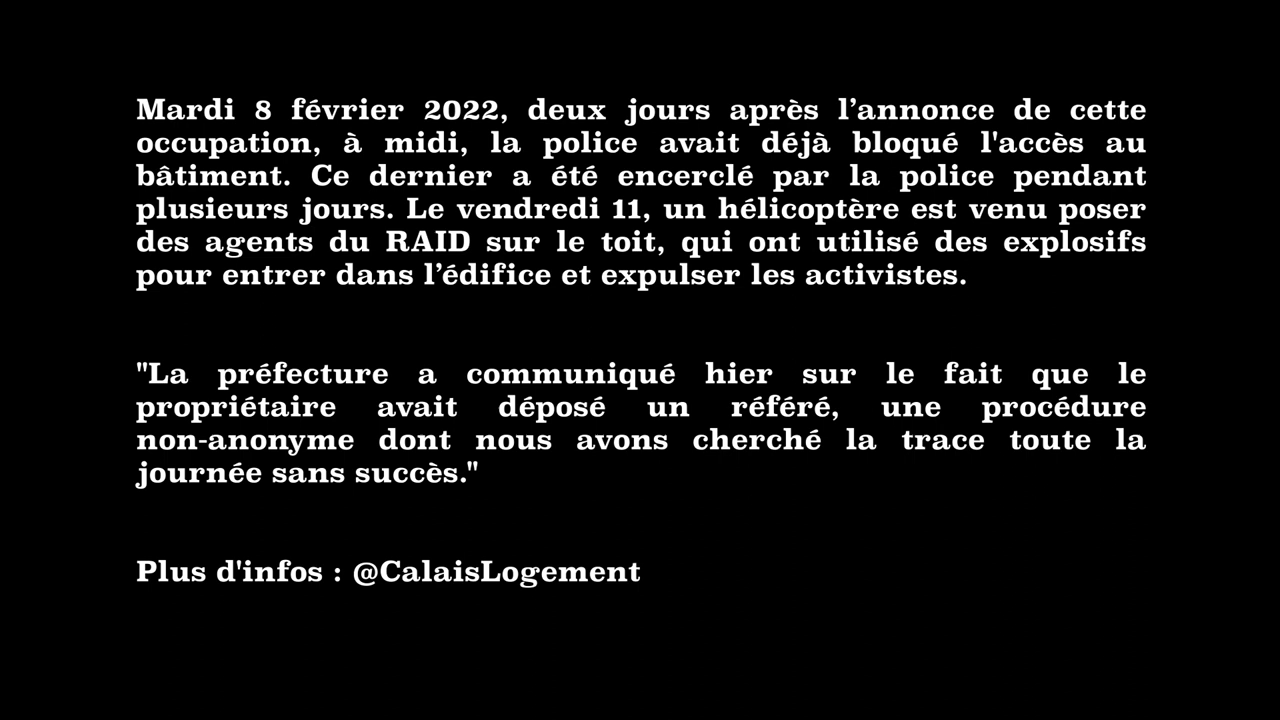 Mardi 8 février 2022, deux jours après l’annonce de cette
occupation, à midi, la police avait déjà bloqué l'accès au
bâtiment. Ce dernier a été encerclé par la police pendant
plusieurs jours. Le vendredi 11, un hélicoptère est venu poser
des agents du RAID sur le toit, qui ont utilisé des explosifs
pour entrer dans l’édifice et expulser les activistes.
"La préfecture a communiqué hier sur le fait que le
propriétaire avait déposé un référé, une procédure
non-anonyme dont nous avons cherché la trace toute la
journée sans succès."
Plus d'infos : @CalaisLogement